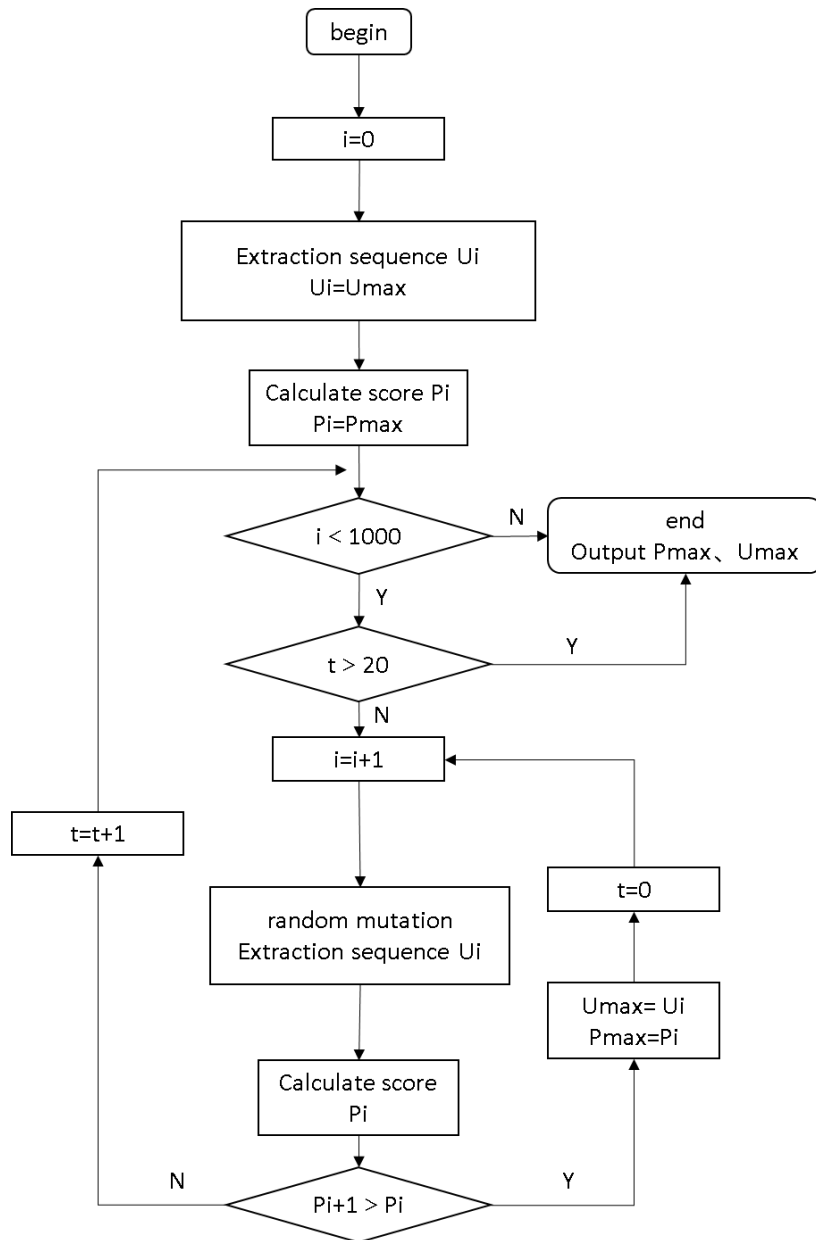 begin
i=0
Extraction sequence Ui
Ui=Umax
Calculate score Pi
Pi=Pmax
i < 1000
N
end
Output Pmax、Umax
Y
t > 20
Y
N
i=i+1
t=t+1
t=0
random mutation
Extraction sequence Ui
Umax= Ui
Pmax=Pi
Calculate score
Pi
N
Pi+1 > Pi
Y